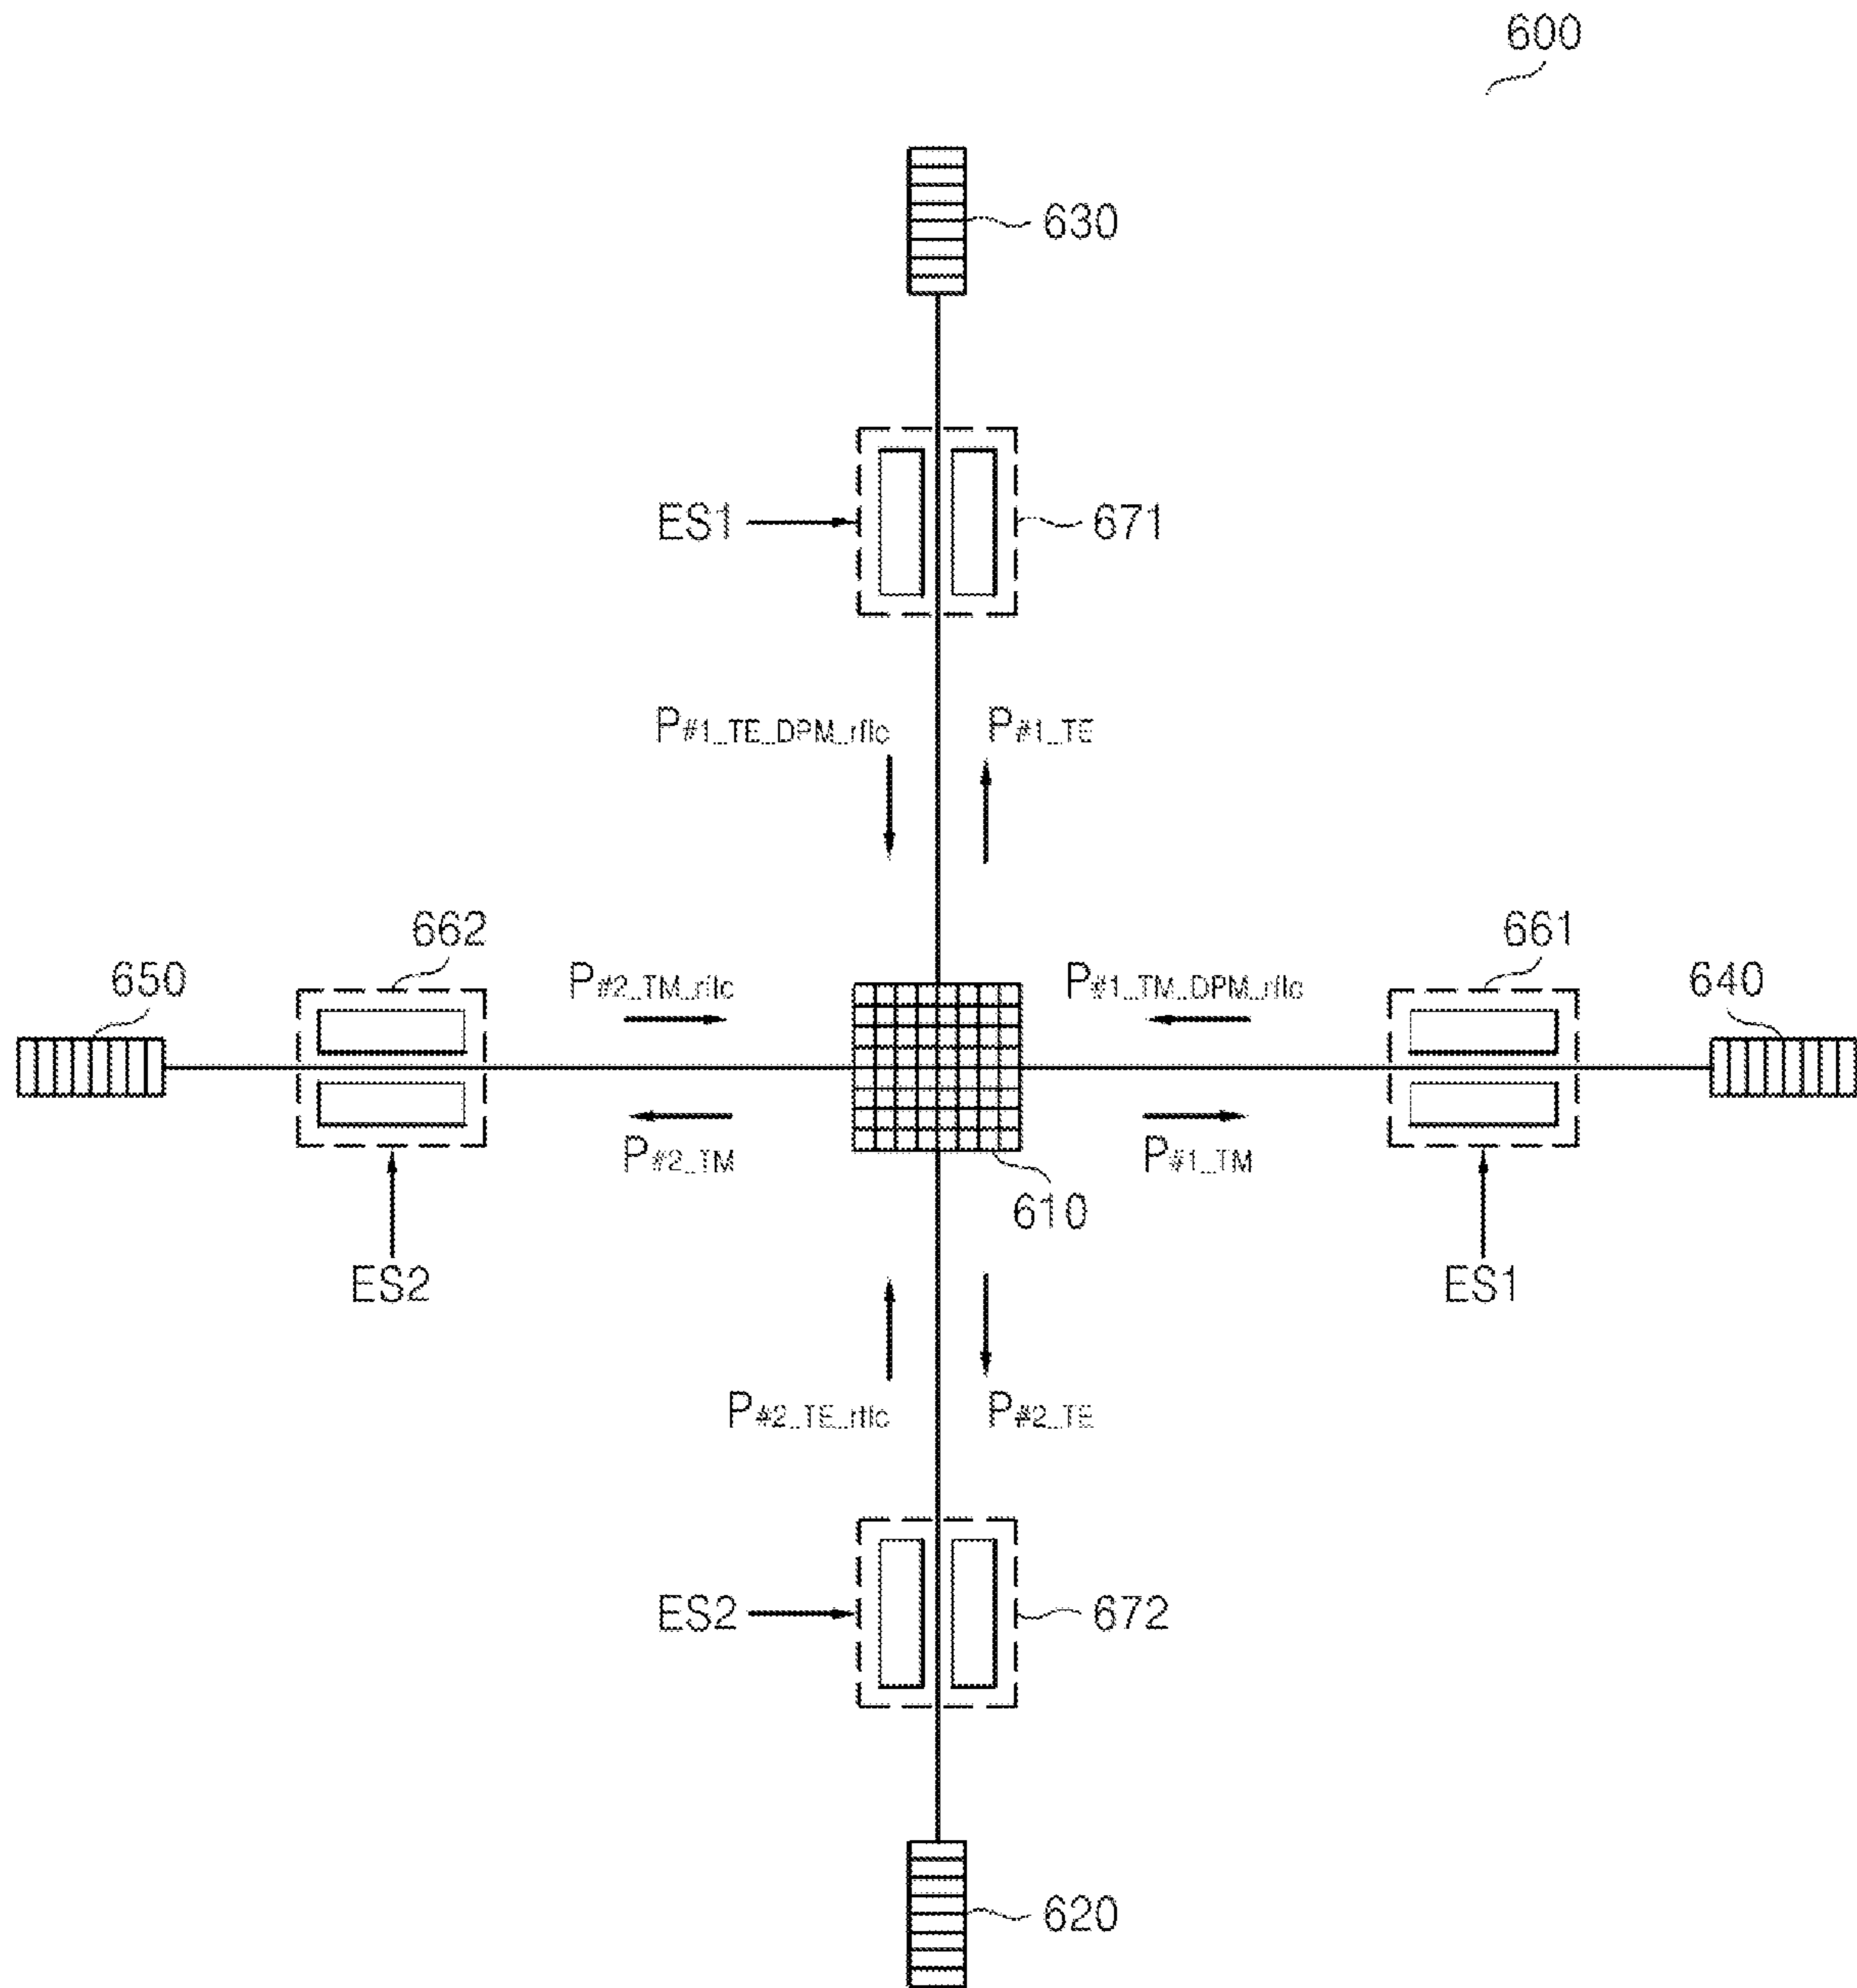 600
630
ES1
671
P#1_TE_DPM_rflc
P#1_TE
662
661
650
P#2_TM_rflc
P#1_TM_DPM_rflc
640
P#2_TM
P#1_TM
610
ES2
ES1
P#2_TE_rflc
P#2_TE
ES2
672
620